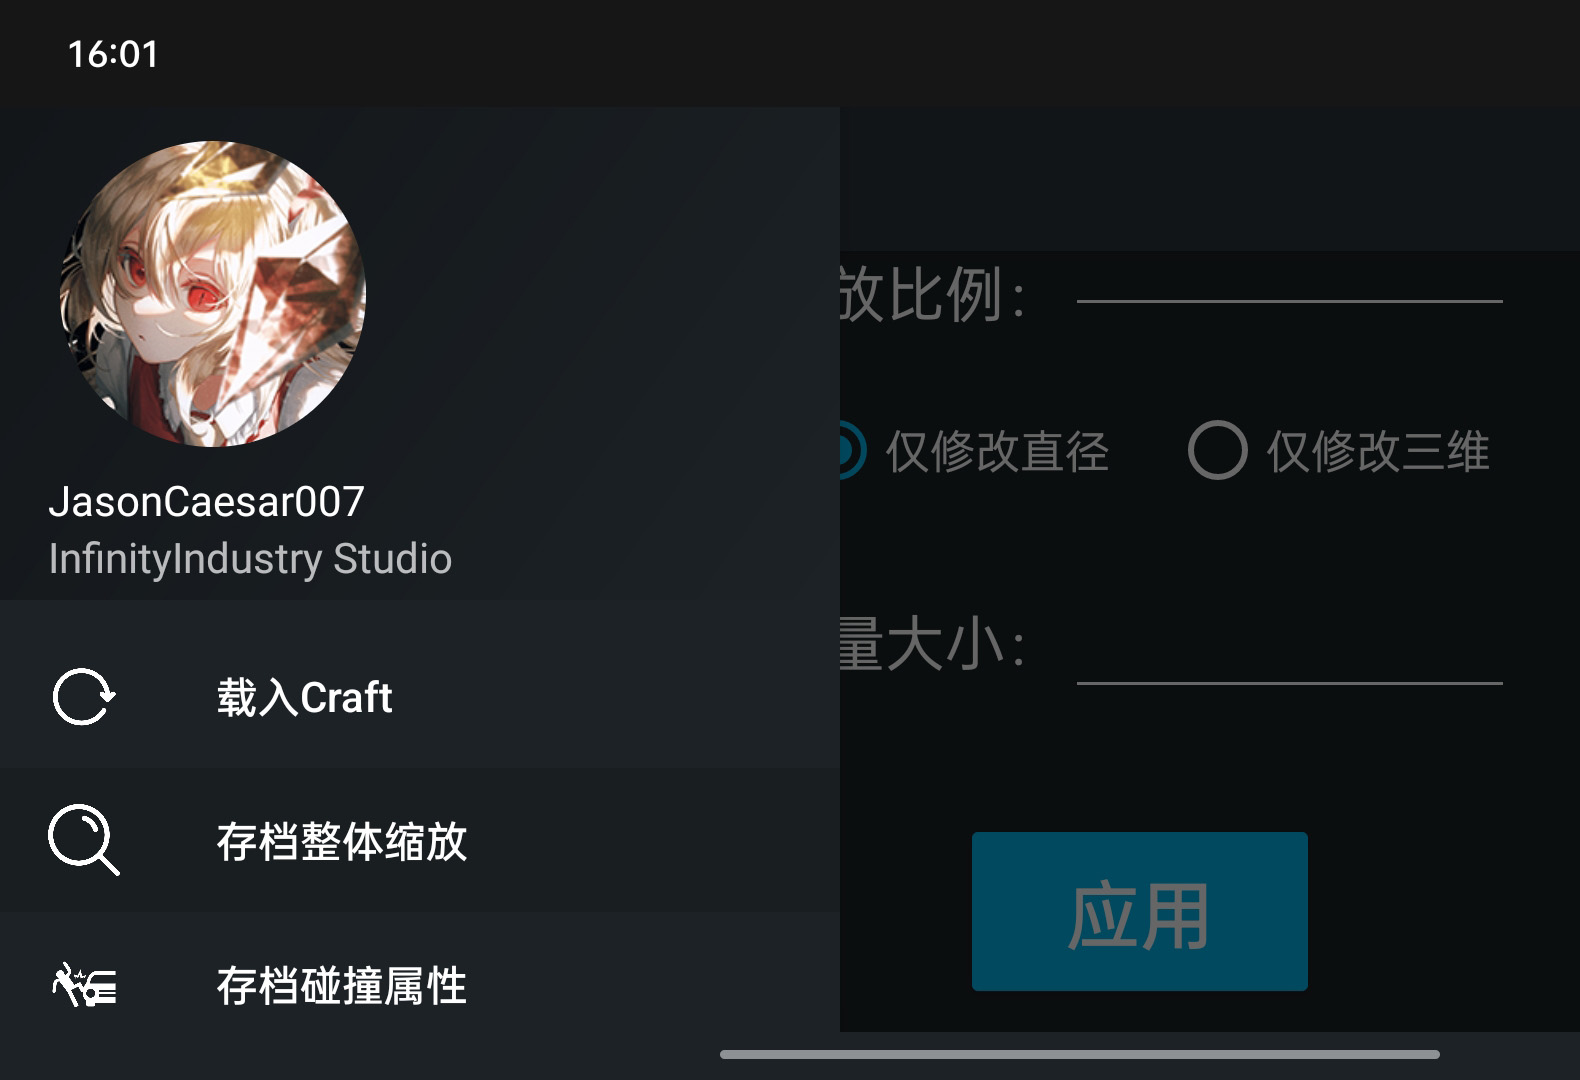 16:01
JasonCaesar007
InfinityIndustry Studio
载入Craft
存档整体缩放
存档碰撞属性
放比例:
仅修改直径
仅修改三维
量大小:
应用